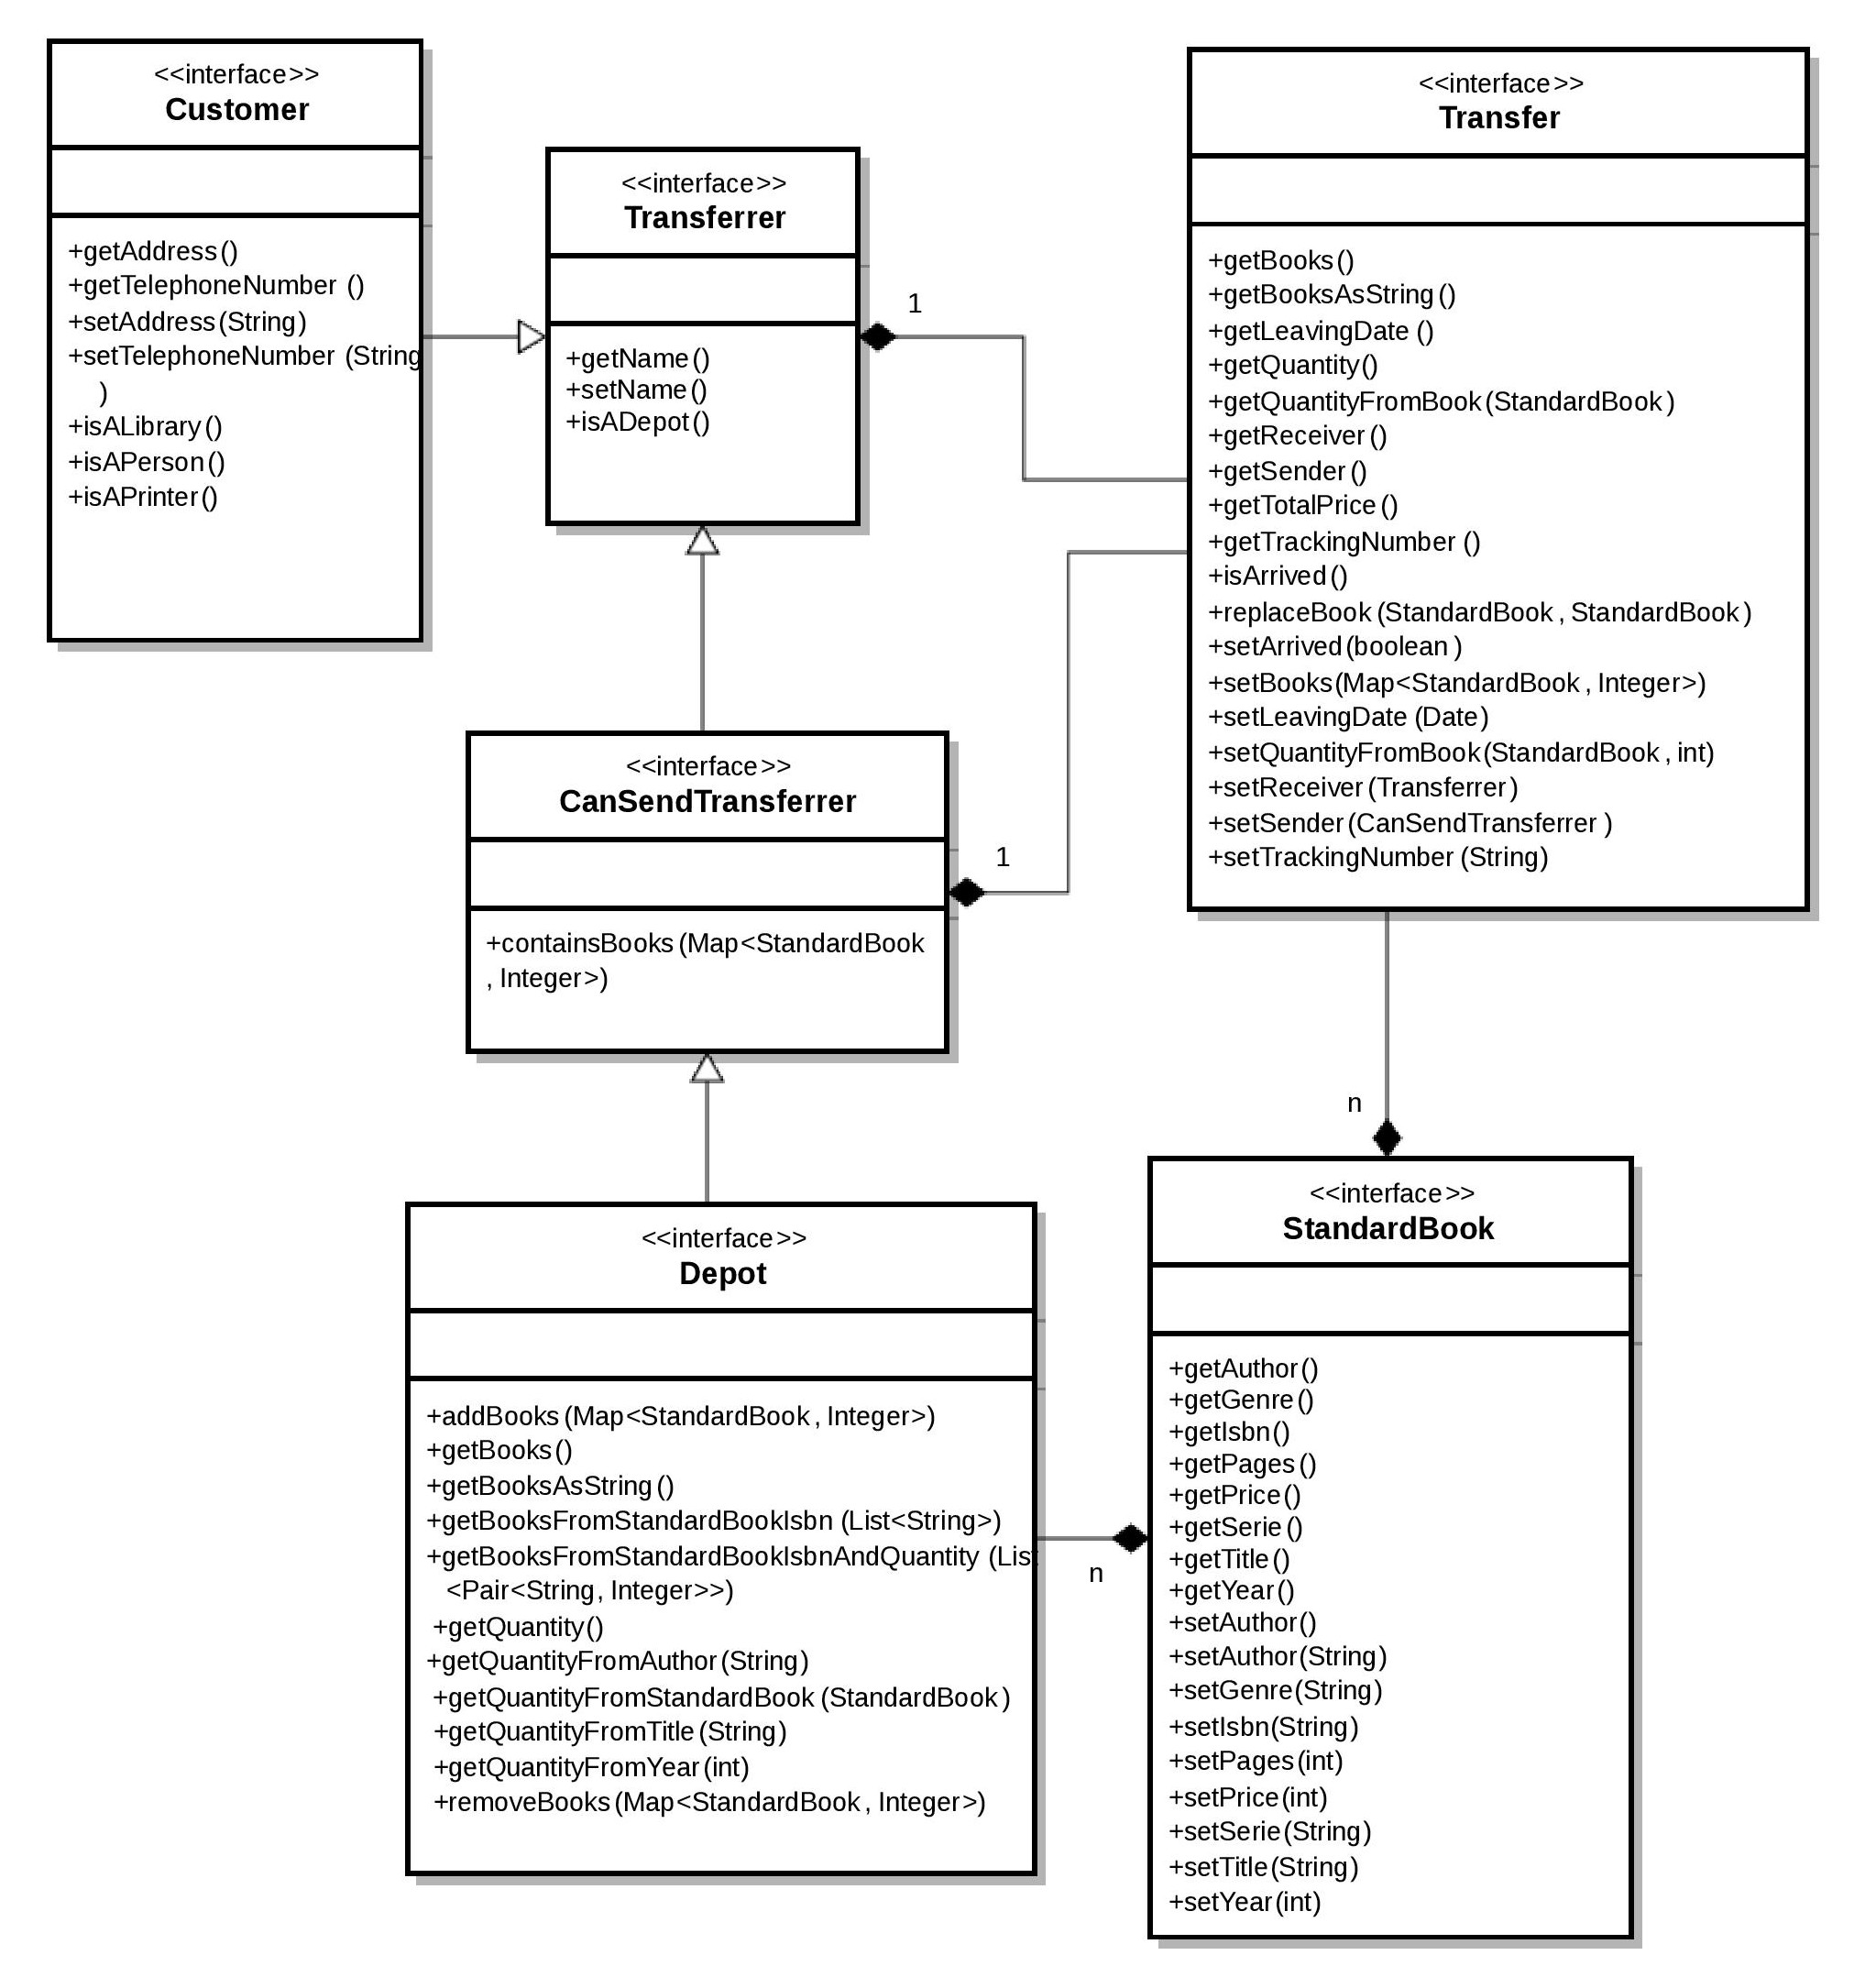 <<interface>>
Customer
+getAddress()
+getTelephoneNumber ()
+setAddress(String)
+setTelephoneNumber (String
)
+isALibrary()
+isAPerson()
+isAPrinter()
<<interface>>
Transferrer
+getName()
+setName()
+isADepot()
1
<<interface>>
Transfer
+getBooks()
+getBooksAsString()
+getLeavingDate ()
+getQuantity()
+getQuantityFromBook(StandardBook)
+getReceiver()
+getSender()
+getTotalPrice()
+getTrackingNumber ()
+isArrived()
+replaceBook(StandardBook, StandardBook)
+setArrived(boolean )
+setBooks(Map<StandardBook, Integer>)
+setLeavingDate (Date)
+setQuantityFromBook(StandardBook, int)
+setReceiver(Transferrer)
+setSender(CanSendTransferrer )
+setTrackingNumber (String)
<<interface>>
CanSendTransferrer
+containsBooks(Map<StandardBook
, Integer>)
1
n
<<interface>>
Depot
+addBooks(Map<StandardBook, Integer>)
+getBooks()
+getBooksAsString()
+getBooksFromStandardBookIsbn (List<String>)
+getBooksFromStandardBookIsbnAndQuantity (List
<Pair<String, Integer>>)
+getQuantity()
+getQuantityFromAuthor(String)
+getQuantityFromStandardBook (StandardBook)
+getQuantityFromTitle(String)
+getQuantityFromYear(int)
+removeBooks(Map<StandardBook, Integer>)
n
<<interface>>
StandardBook
+getAuthor()
+getGenre()
+getIsbn()
+getPages()
+getPrice()
+getSerie()
+getTitle()
+getYear()
+setAuthor()
+setAuthor(String)
+setGenre(String)
+setIsbn(String)
+setPages(int)
+setPrice(int)
+setSerie(String)
+setTitle(String)
+setYear(int)